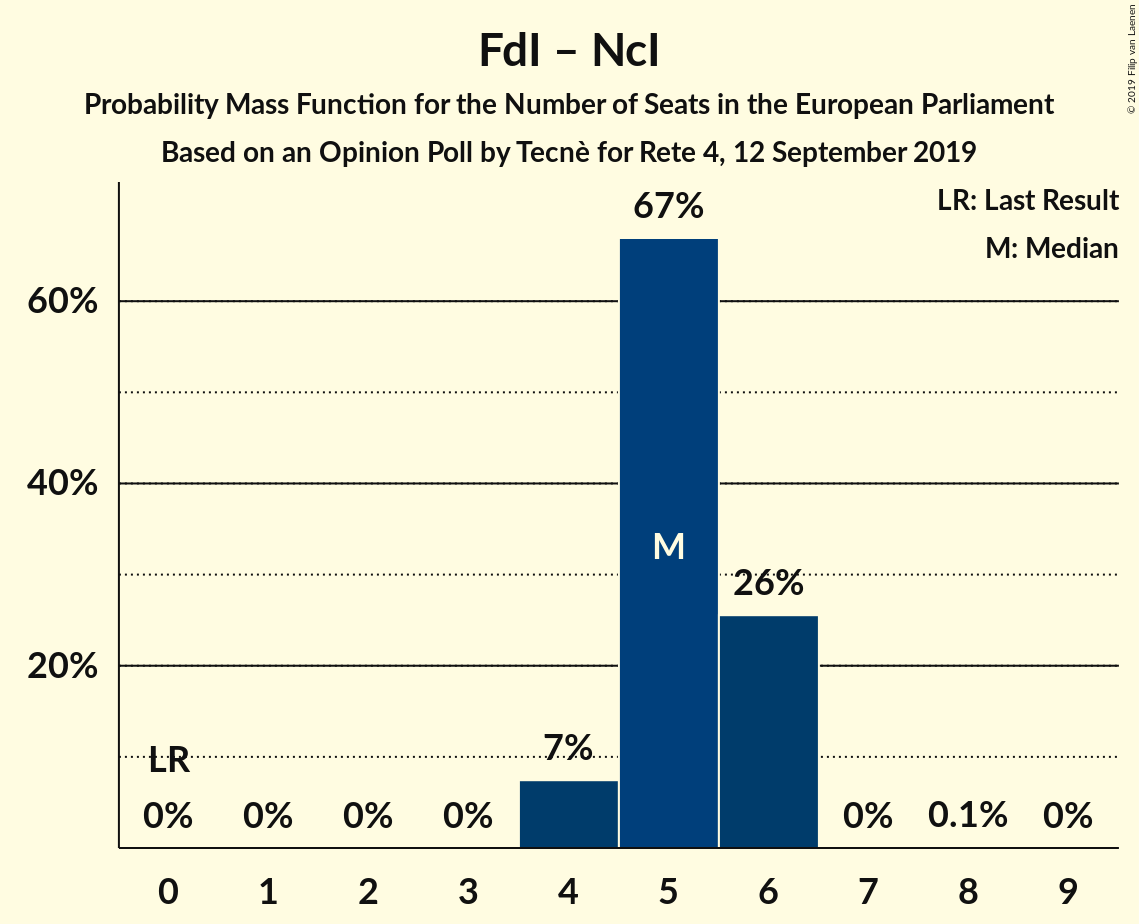 FdI – NcI
Probability Mass Function for the Number of Seats in the European Parliament
Based on an Opinion Poll by Tecnè for Rete 4, 12 September 2019
© 2019 Filip van Laenen
LR: Last Result
M: Median
67%
60%
40%
M
26%
20%
7%
LR
0% 0% 0% 0% 0% 0.1% 0%
0 1 2 3 4 5 6 7 8 9